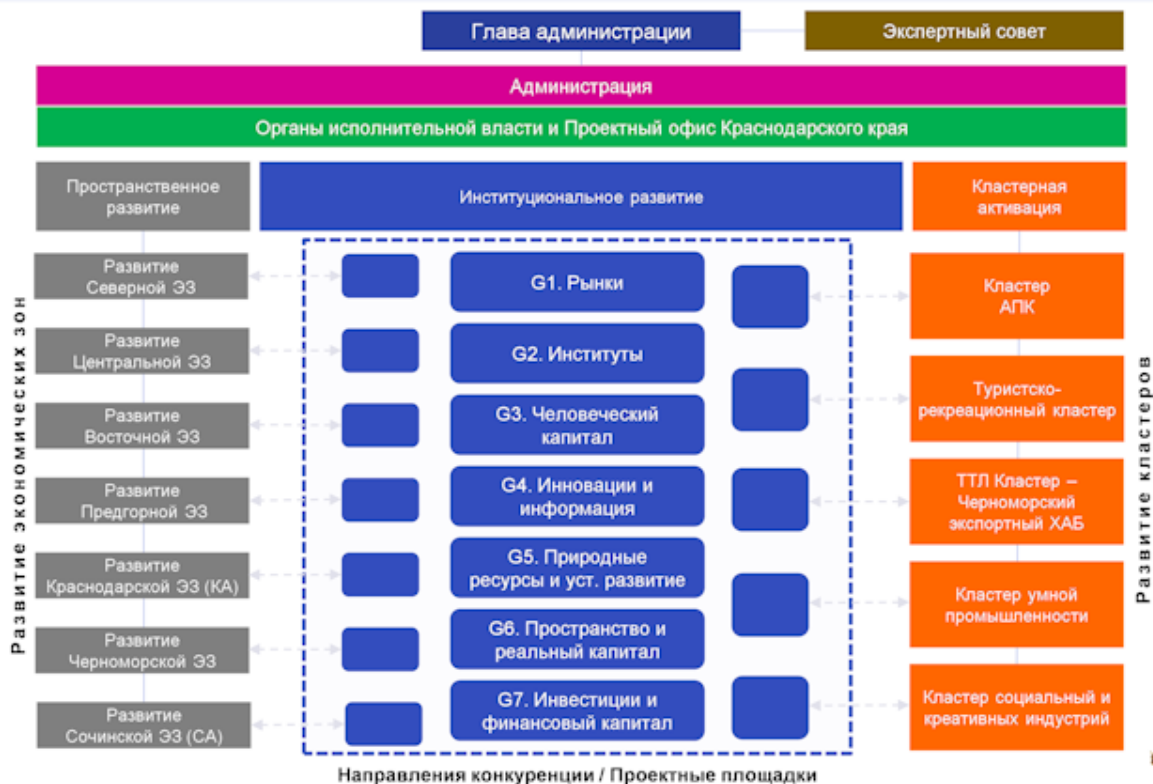 Глава администрации
Экспертный совет
Администрация
Органы исполнительной власти и Проектный офис Краснодарского края
Пространственное
развитие
Институциональное развитие
Кластерная
активация
Развитие экономических зон
Развитие
Северной ЭЗ
Развитие
Центральной ЭЗ
Развитие
Восточной ЭЗ
Развитие
Предгорной ЭЗ
Развитие
Краснодарской ЭЗ (КА)
Развитие
Черноморской ЭЗ
Развитие
Сочинской ЭЗ (СА)
G1. Рынки
G2. Институты
G3. Человеческий
капитал
G4. Инновации и
информация
G5. Природные
ресурсы и уст. развитие
G6. Пространство и
реальный капитал
G7. Инвестиции и
финансовый капитал
Кластер
АПК
Туристско-
рекреационный кластер
ТТЛ Кластер –
Черноморский
экспортный ХАБ
Кластер умной
промышленности
Кластер социальный и
креативных индустрий
Развитие кластеров
Направления конкуренции / Проектные площадки